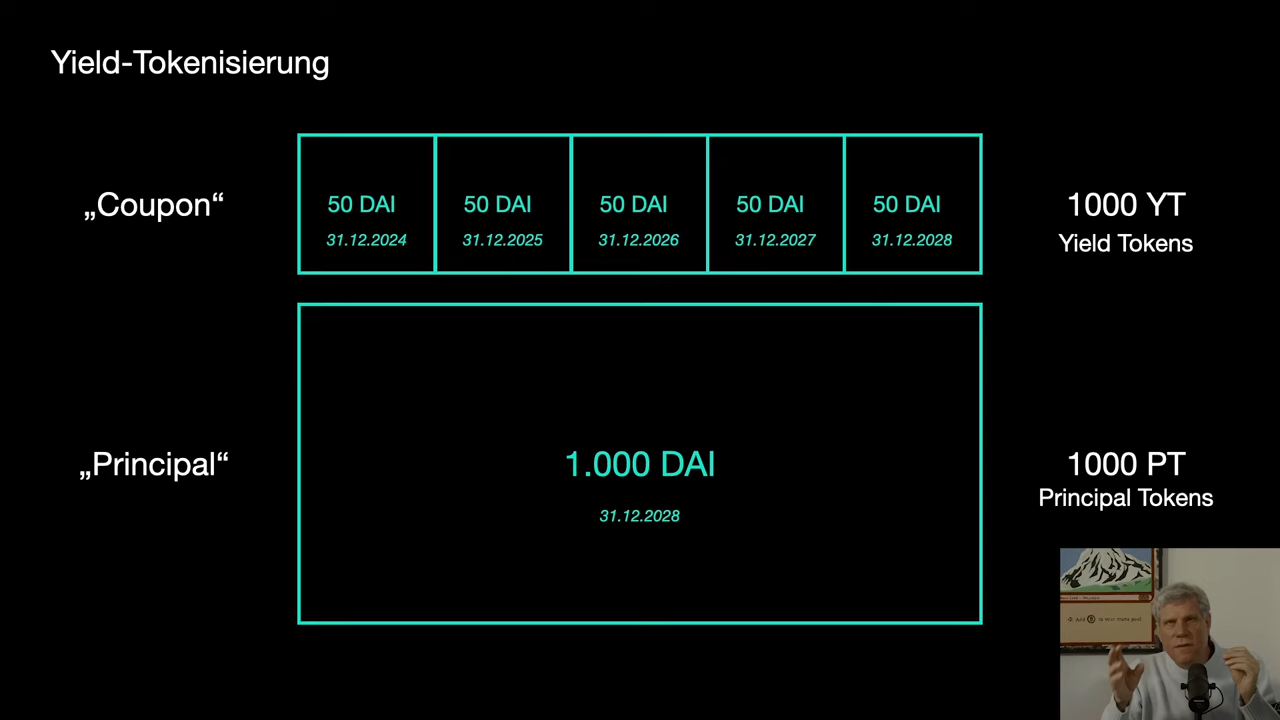 Yield-Tokenisierung
„Coupon“
50 DAI
31.12.2024
50 DAI
31.12.2025
50 DAI
31.12.2026
50 DAI
31.12.2027
50 DAI
31.12.2028
1000 YT
Yield Tokens
„Principal“
1.000 DAI
31.12.2028
1000 PT
Principal Tokens